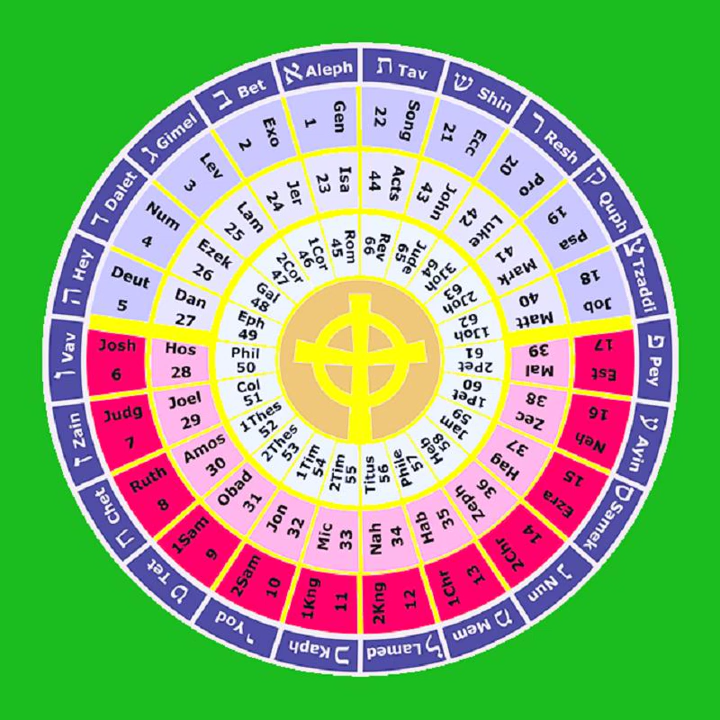 א Aleph
ב Bet
ג Gimel
ד Dalet
ה Hey
ו Vav
ז Zain
ח Chet
ט Tet
י Yod
כ Kaph
ל Lamed
מ Mem
נ Nun
ס Samek
ע Ayin
פ Pey
צ Tzaddi
ק Quph
ר Resh
ש Shin
ת Tav
Gen
1
Exo
2
Lev
3
Num
4
Deut
5
Josh
6
Judg
7
Ruth
8
1Sam
9
2Sam
10
1Kng
11
2Kng
12
1Chr
13
2Chr
14
Ezra
15
Neh
16
Est
17
Job
18
Psa
19
Pro
20
Ecc
21
Song
22
Isa
23
Jer
24
Lam
25
Ezek
26
Dan
27
Hos
28
Joel
29
Amos
30
Obad
31
Jon
32
Mic
33
Nah
34
Hab
35
Zeph
36
Hag
37
Zec
38
Mal
39
Matt
40
Mark
41
Luke
42
John
43
Acts
44
Rom
45
1Cor
46
2Cor
47
Gal
48
Eph
49
Phil
50
Col
51
1Thes
52
2Thes
53
1Tim
54
2Tim
55
Titus
56
Phile
57
Heb
58
Jam
59
1Pet
60
2Pet
61
1Joh
62
2Joh
63
3Joh
64
Jude
65
Rev
66